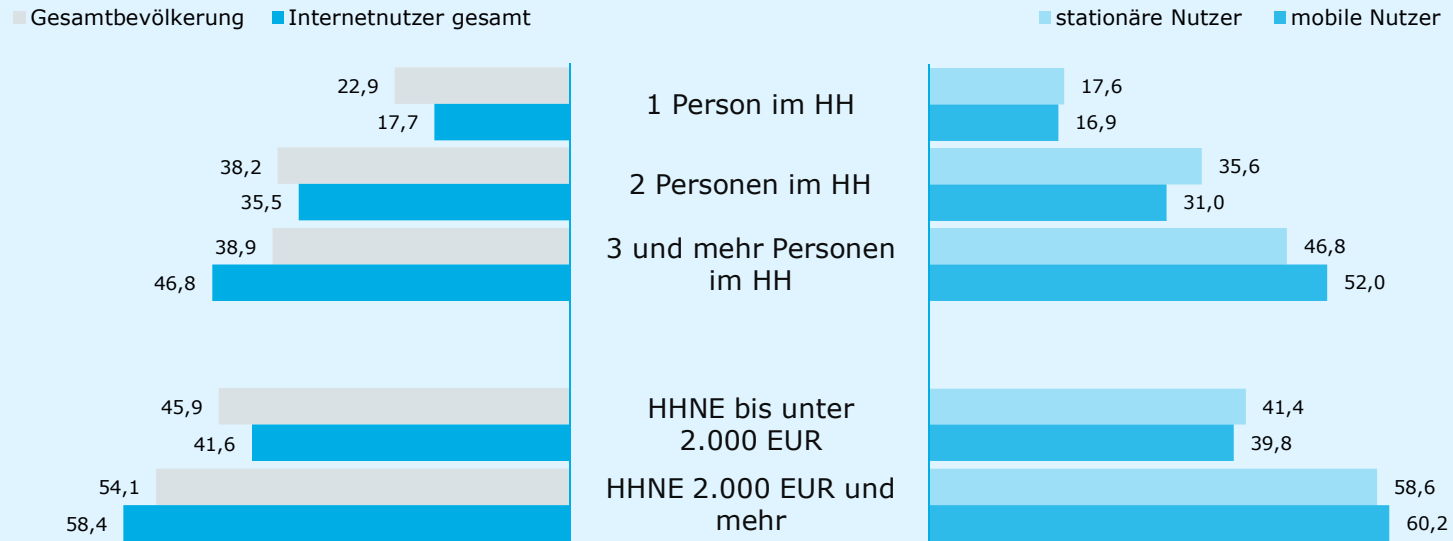 Gesamtbevölkerung Internetnutzer gesamt
stationäre Nutzer mobile Nutzer
22,9
17,7
1 Person im HH
17,6
16,9
38,2
35,5
2 Personen im HH
35,6
31,0
38,9
46,8
3 und mehr Personen
im HH
46,8
52,0
45,9
41,6
HHNE bis unter
2.000 EUR
41,4
39,8
54,1
58,4
HHNE 2.000 EUR und
mehr
58,6
60,2